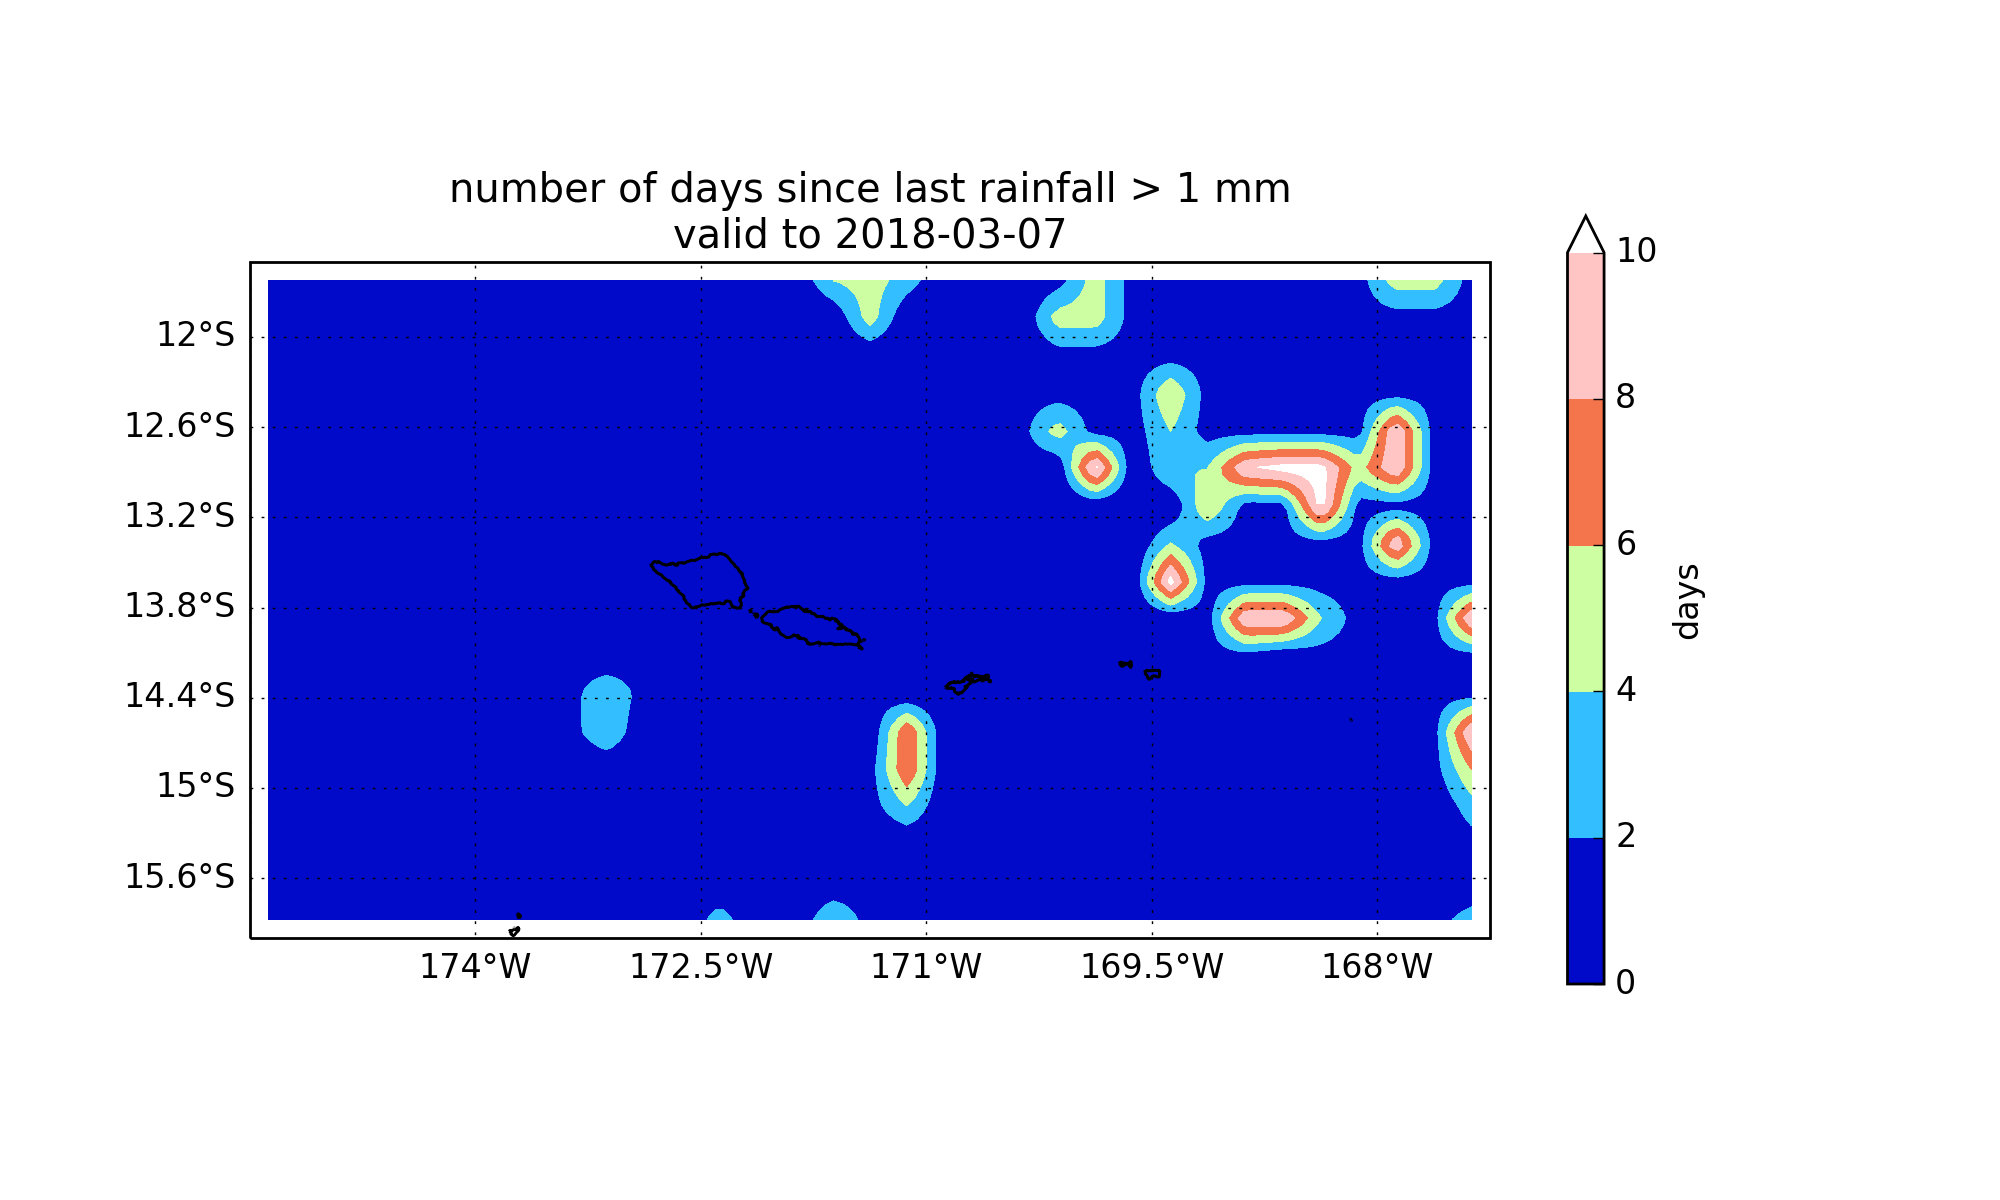 number of days since last rainfall > 1 mm
valid to 2018-03-07
12°S
12.6°S
13.2°S
13.8°S
14.4°S
15°S
15.6°S
174°W 172.5°W 171°W 169.5°W 168°W
10
8
6
4
2
0
days